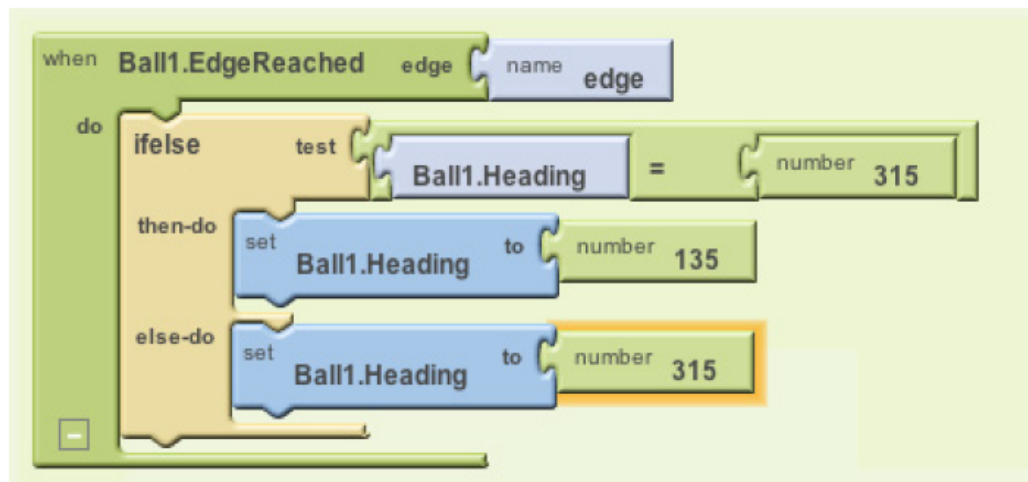 when Ball1.EdgeReached edge name edge
do
ifelse test Ball1.Heading = number 315
then-do set Ball1.Heading to number 135
else-do set Ball1.Heading to number 315
-